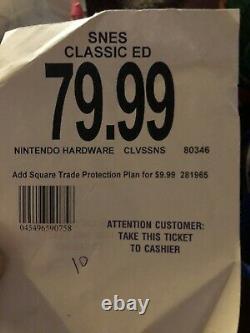 SNES
CLASSIC ED
79.99
NINTENDO HARDWARE CLVSSNS 80346
Add Square Trade Protection Plan for $9.99 281965
045496590758
ATTENTION CUSTOMER:
TAKE THIS TICKET
TO CASHIER
10